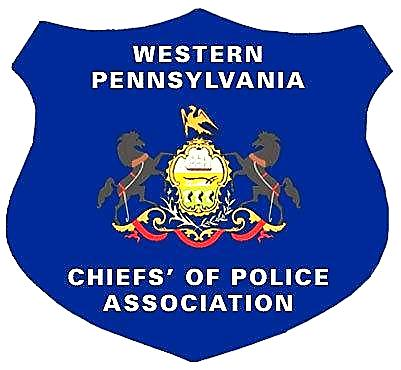 WESTERN
PENNSYLVANIA
CHIEFS’ OF POLICE
ASSOCIATION